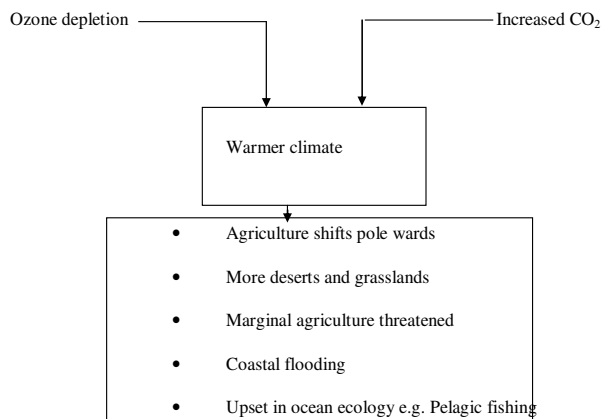 Ozone depletion
Increased CO₂
Warmer climate
• Agriculture shifts pole wards
• More deserts and grasslands
• Marginal agriculture threatened
• Coastal flooding
• Upset in ocean ecology e.g. Pelagic fishing